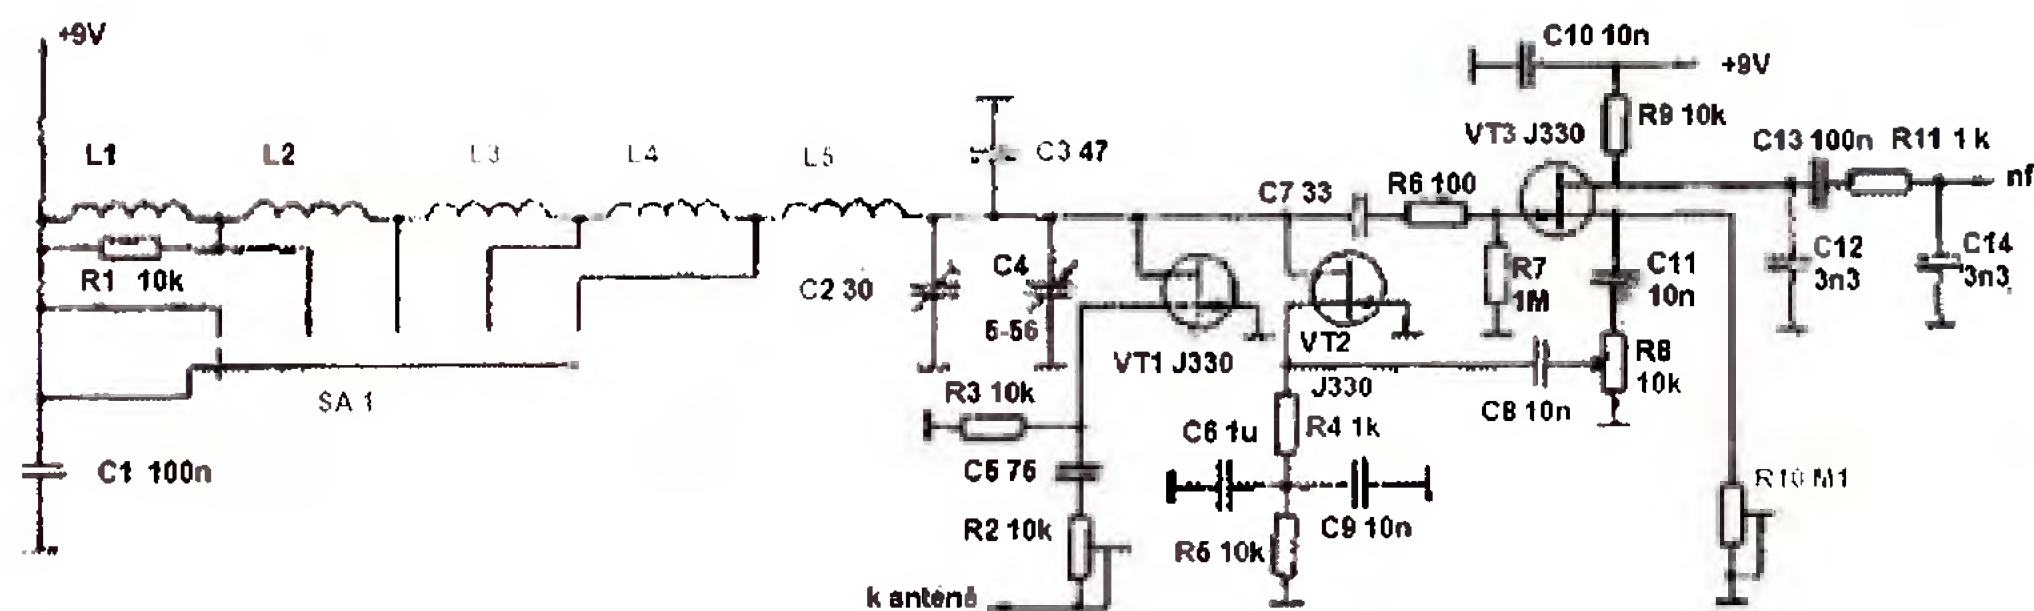 +9V
C10 10n
+9V
R9 10k
VT3 J330
C13 100n
R11 1 k
L1
L2
L3
L4
L5
C3 47
C7 33
R6 100
nf
R1 10k
C2 30
C4
5-56
R7
1M
C11
10n
C12
3n3
C14
3n3
VT1 J330
VT2
J330
R8
10k
SA 1
R3 10k
C8 10n
C6 1u
R4 1k
C1 100n
C5 75
R10 M1
R2 10k
C9 10n
R5 10k
k anténě